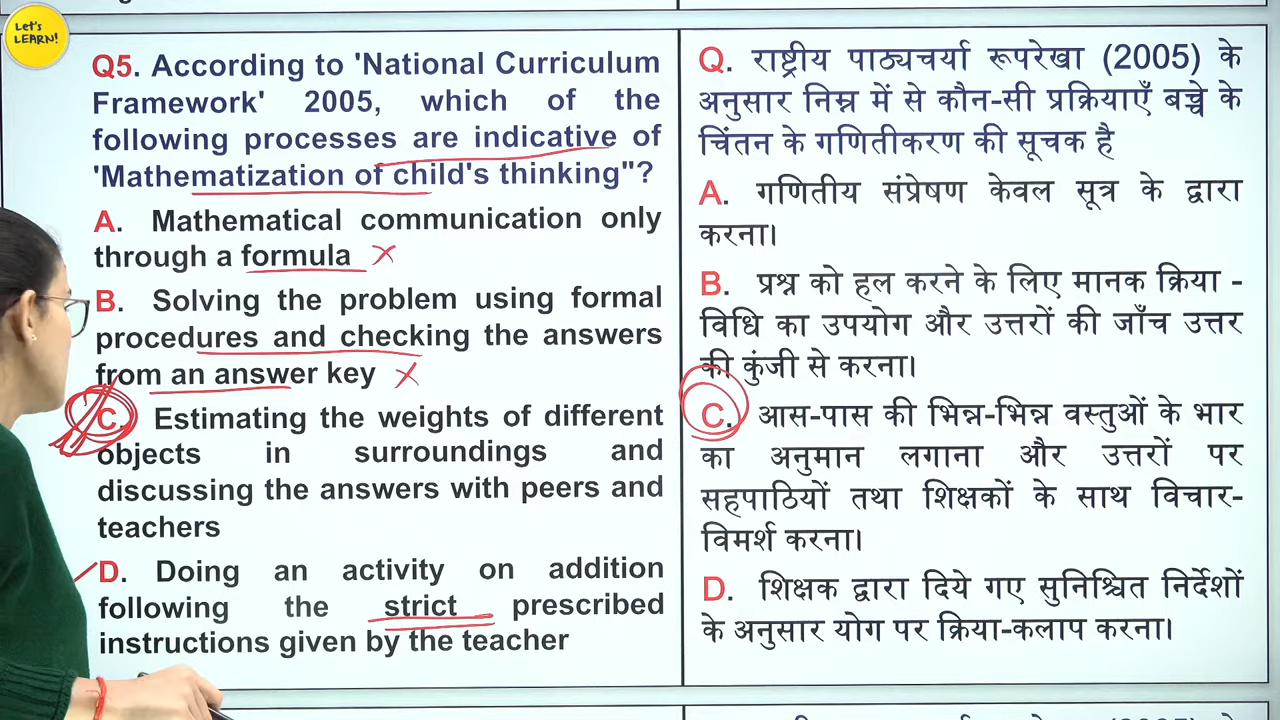 Let's
LEARN!
Q5. According to 'National Curriculum
Framework' 2005, which of the
following processes are indicative of
'Mathematization of child's thinking"?
A. Mathematical communication only
through a formula
B. Solving the problem using formal
procedures and checking the answers
from an answer key
C. Estimating the weights of different
objects in surroundings and
discussing the answers with peers and
teachers
D. Doing an activity on addition
following the strict prescribed
instructions given by the teacher
Q. राष्ट्रीय पाठ्यचर्या रूपरेखा (2005) के
अनुसार निम्न में से कौन-सी प्रक्रियाएँ बच्चे के
चिंतन के गणितीकरण की सूचक है
A. गणितीय संप्रेषण केवल सूत्र के द्वारा
करना।
B. प्रश्न को हल करने के लिए मानक क्रिया -
विधि का उपयोग और उत्तरों की जाँच उत्तर
की कुंजी से करना।
C. आस-पास की भिन्न-भिन्न वस्तुओं के भार
का अनुमान लगाना और उत्तरों पर
सहपाठियों तथा शिक्षकों के साथ विचार-
विमर्श करना।
D. शिक्षक द्वारा दिये गए सुनिश्चित निर्देशों
के अनुसार योग पर क्रिया-कलाप करना।